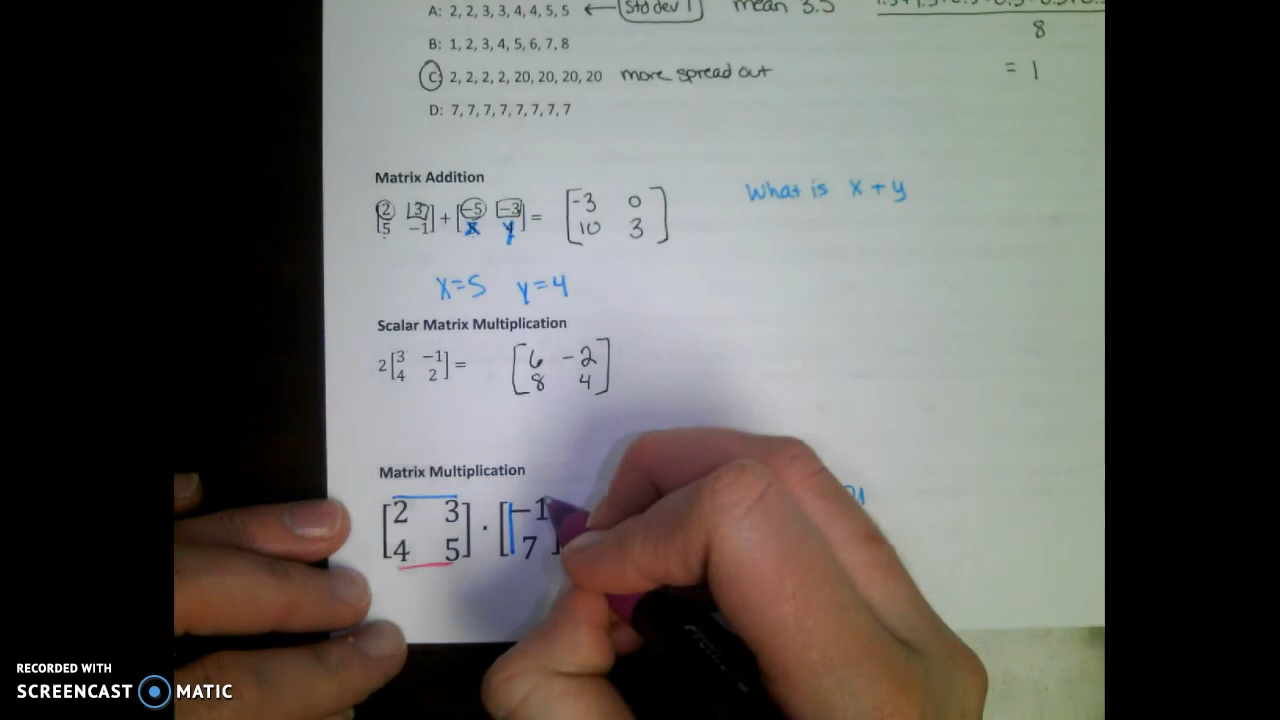 A: 2, 2, 3, 3, 4, 4, 5, 5 ← Std dev 1 mean 3.5
8
B: 1, 2, 3, 4, 5, 6, 7, 8
C: 2, 2, 2, 2, 20, 20, 20, 20 more spread out = 1
D: 7, 7, 7, 7, 7, 7, 7, 7
Matrix Addition
What is x + y
[2 3] + [-5 -3] = [-3 0]
[5 -1] [x y] [10 3]
x=5 y=4
Scalar Matrix Multiplication
2 [3 -1] = [6 -2]
[4 2] [8 4]
Matrix Multiplication
[2 3] · [-1
[4 5] [7
RECORDED WITH
SCREENCAST MATIC